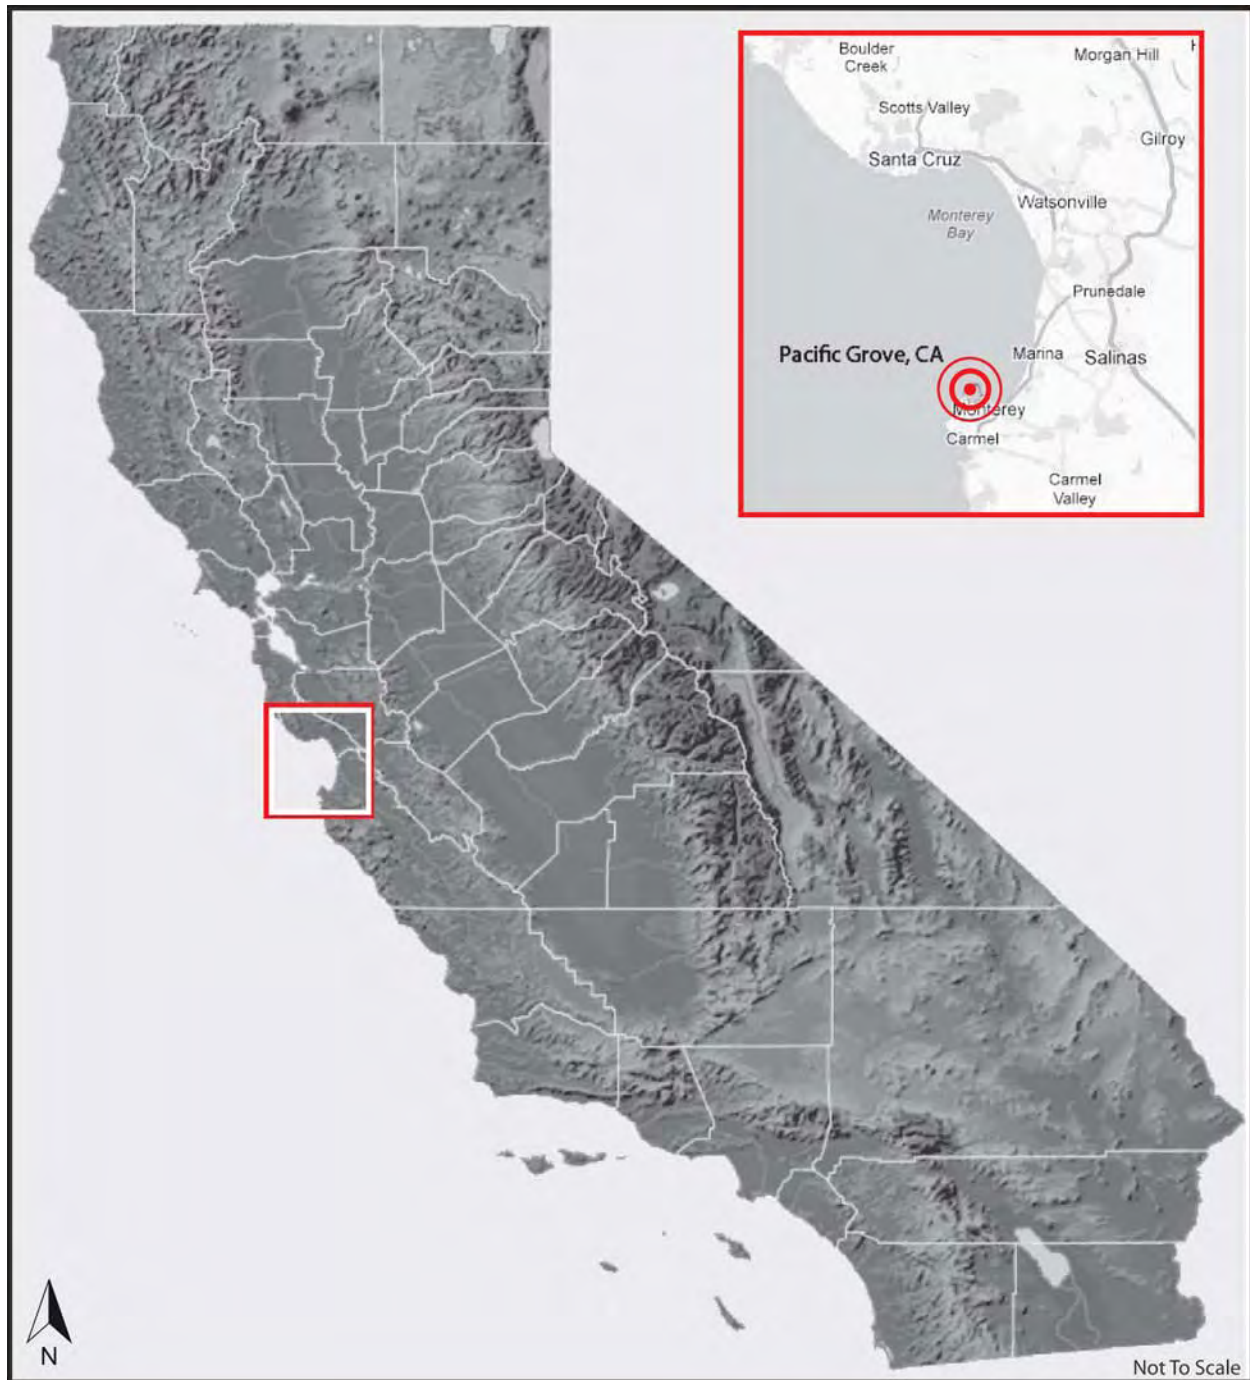 Boulder
Creek
Morgan Hill
Scotts Valley
Gilroy
Santa Cruz
Watsonville
Monterey
Bay
Prunedale
Pacific Grove, CA
Marina
Salinas
Monterey
Carmel
Carmel
Valley
N
Not To Scale